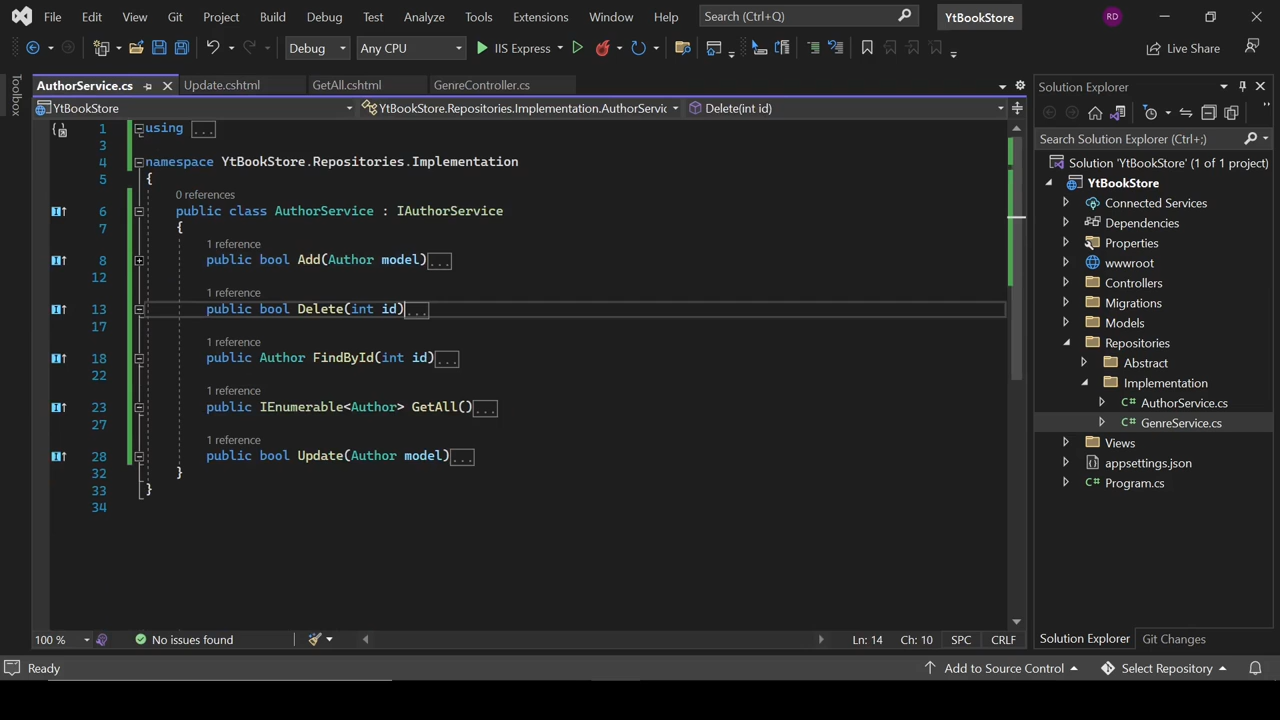 File Edit View Git Project Build Debug Test Analyze Tools Extensions Window Help Search (Ctrl+Q) YtBookStore RD
Debug Any CPU IIS Express Live Share
Toolbox
AuthorService.cs Update.cshtml GetAll.cshtml GenreController.cs
YtBookStore YtBookStore.Repositories.Implementation.AuthorServic Delete(int id)
1 using ...
3
4 namespace YtBookStore.Repositories.Implementation
5 {
0 references
6 public class AuthorService : IAuthorService
7 {
1 reference
8 public bool Add(Author model)...
12
1 reference
13 public bool Delete(int id)...
17
1 reference
18 public Author FindById(int id)...
22
1 reference
23 public IEnumerable<Author> GetAll()...
27
1 reference
28 public bool Update(Author model)...
32 }
33 }
34
100 % No issues found Ln: 14 Ch: 10 SPC CRLF
Solution Explorer
Search Solution Explorer (Ctrl+;)
Solution 'YtBookStore' (1 of 1 project)
YtBookStore
Connected Services
Dependencies
Properties
wwwroot
Controllers
Migrations
Models
Repositories
Abstract
Implementation
C# AuthorService.cs
C# GenreService.cs
Views
appsettings.json
C# Program.cs
Solution Explorer Git Changes
Ready Add to Source Control Select Repository